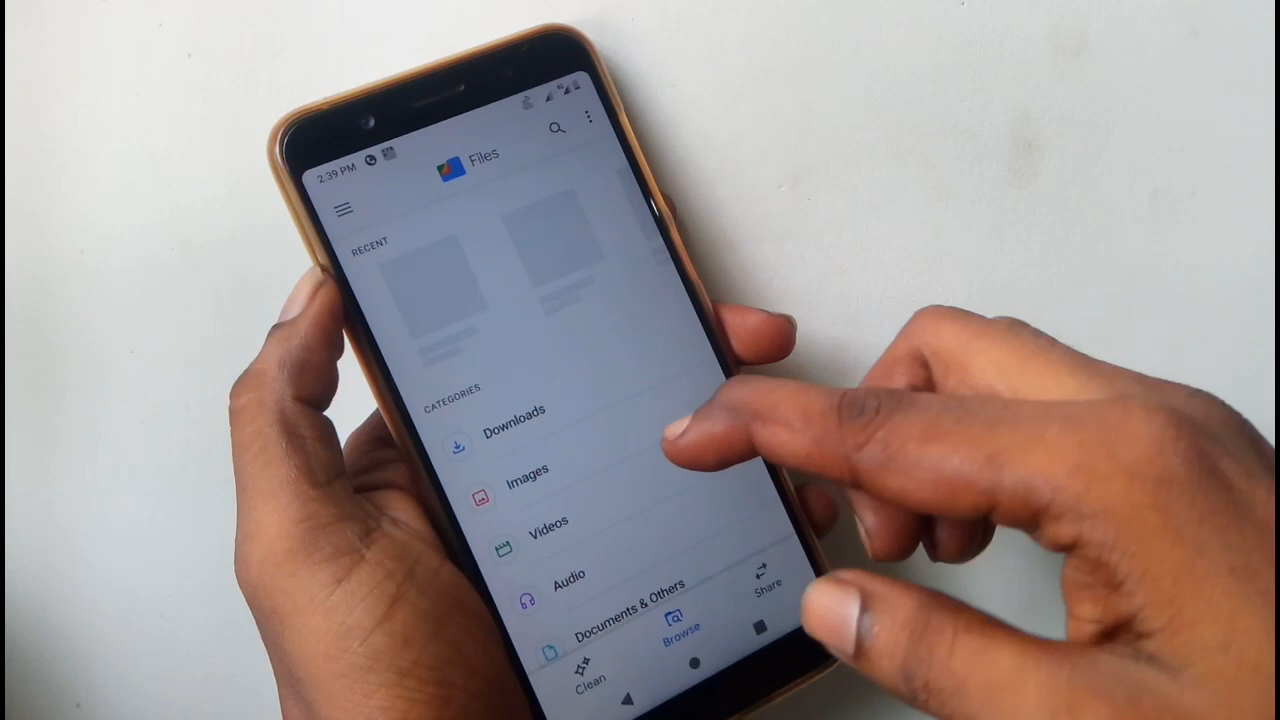 2:39 PM
Files
RECENT
CATEGORIES
Downloads
Images
Videos
Audio
Documents & Others
Clean
Browse
Share